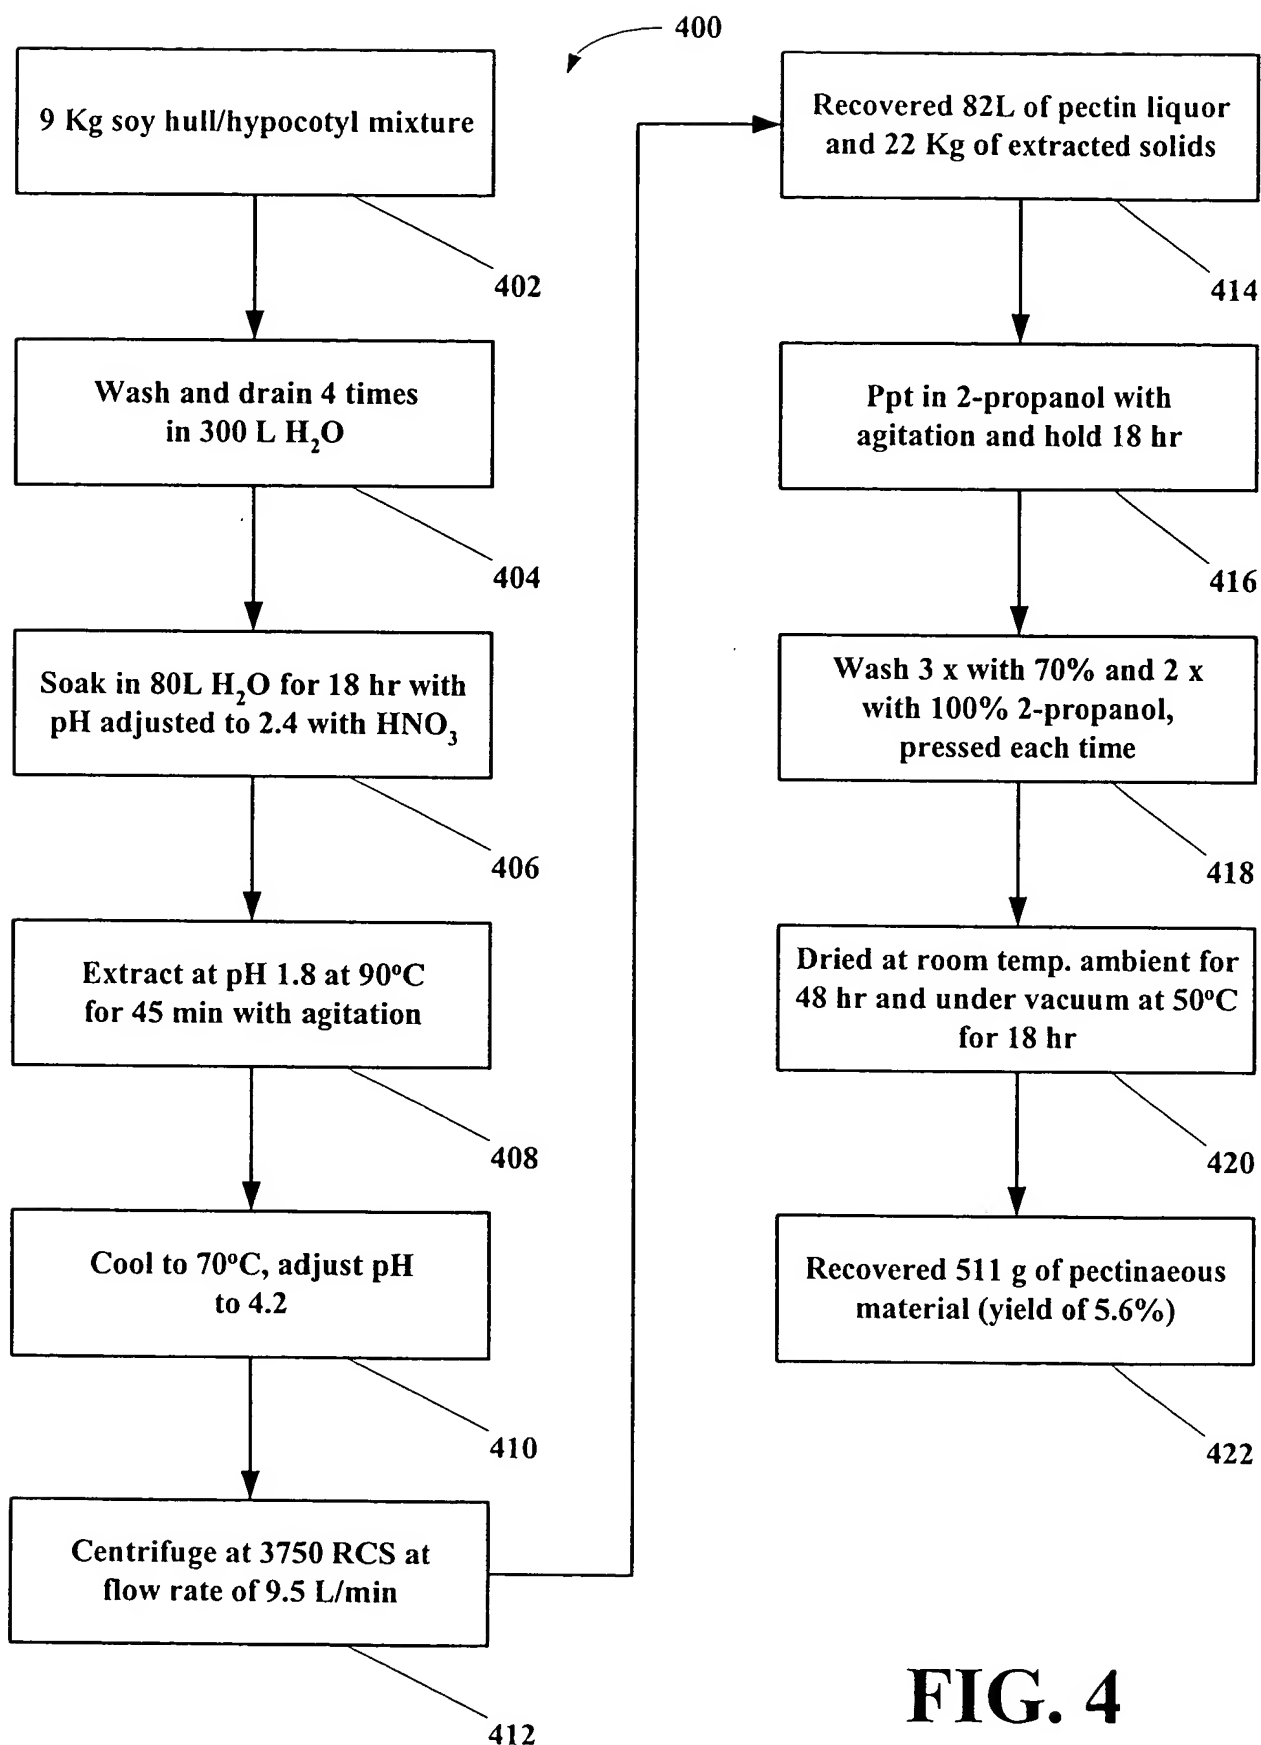 400
9 Kg soy hull/hypocotyl mixture
402
Wash and drain 4 times
in 300 L H₂O
404
Soak in 80L H₂O for 18 hr with
pH adjusted to 2.4 with HNO₃
406
Extract at pH 1.8 at 90ºC
for 45 min with agitation
408
Cool to 70ºC, adjust pH
to 4.2
410
Centrifuge at 3750 RCS at
flow rate of 9.5 L/min
412
Recovered 82L of pectin liquor
and 22 Kg of extracted solids
414
Ppt in 2-propanol with
agitation and hold 18 hr
416
Wash 3 x with 70% and 2 x
with 100% 2-propanol,
pressed each time
418
Dried at room temp. ambient for
48 hr and under vacuum at 50ºC
for 18 hr
420
Recovered 511 g of pectinaeous
material (yield of 5.6%)
422
FIG. 4